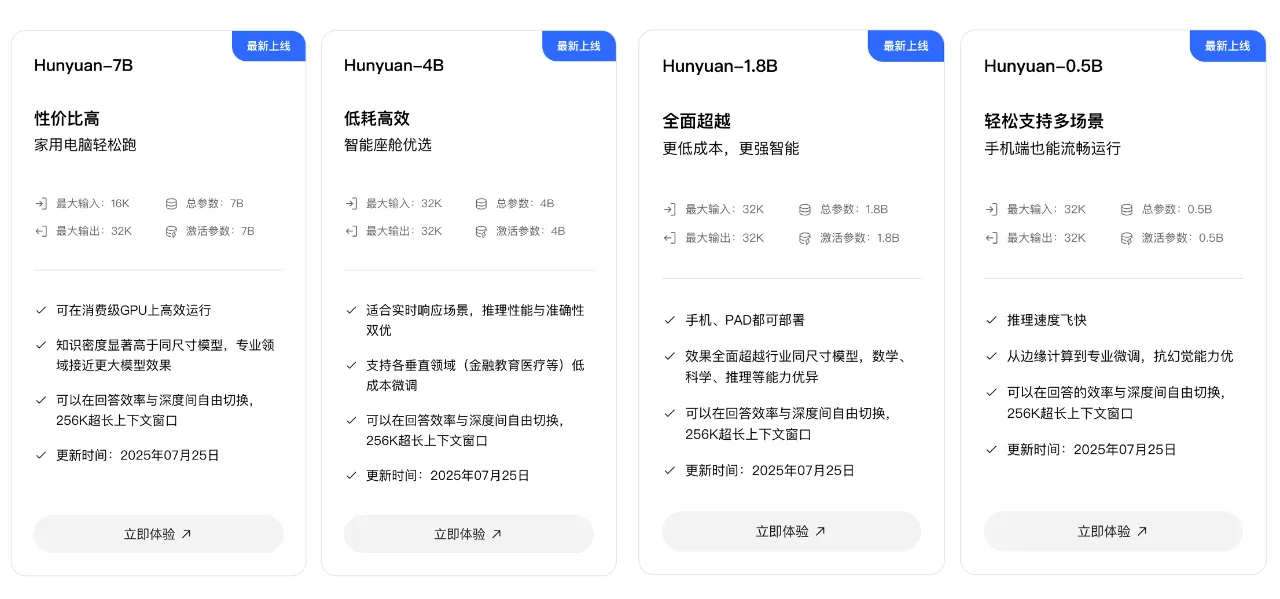 最新上线
Hunyuan-7B
性价比高
家用电脑轻松跑
最大输入：16K
总参数：7B
最大输出：32K
激活参数：7B
可在消费级GPU上高效运行
知识密度显著高于同尺寸模型，专业领
域接近更大模型效果
可以在回答效率与深度间自由切换，
256K超长上下文窗口
更新时间：2025年07月25日
立即体验
最新上线
Hunyuan-4B
低耗高效
智能座舱优选
最大输入：32K
总参数：4B
最大输出：32K
激活参数：4B
适合实时响应场景，推理性能与准确性
双优
支持各垂直领域（金融教育医疗等）低
成本微调
可以在回答效率与深度间自由切换，
256K超长上下文窗口
更新时间：2025年07月25日
立即体验
最新上线
Hunyuan-1.8B
全面超越
更低成本，更强智能
最大输入：32K
总参数：1.8B
最大输出：32K
激活参数：1.8B
手机、PAD都可部署
效果全面超越行业同尺寸模型，数学、
科学、推理等能力优异
可以在回答效率与深度间自由切换，
256K超长上下文窗口
更新时间：2025年07月25日
立即体验
最新上线
Hunyuan-0.5B
轻松支持多场景
手机端也能流畅运行
最大输入：32K
总参数：0.5B
最大输出：32K
激活参数：0.5B
推理速度飞快
从边缘计算到专业微调，抗幻觉能力优
可以在回答的效率与深度间自由切换，
256K超长上下文窗口
更新时间：2025年07月25日
立即体验